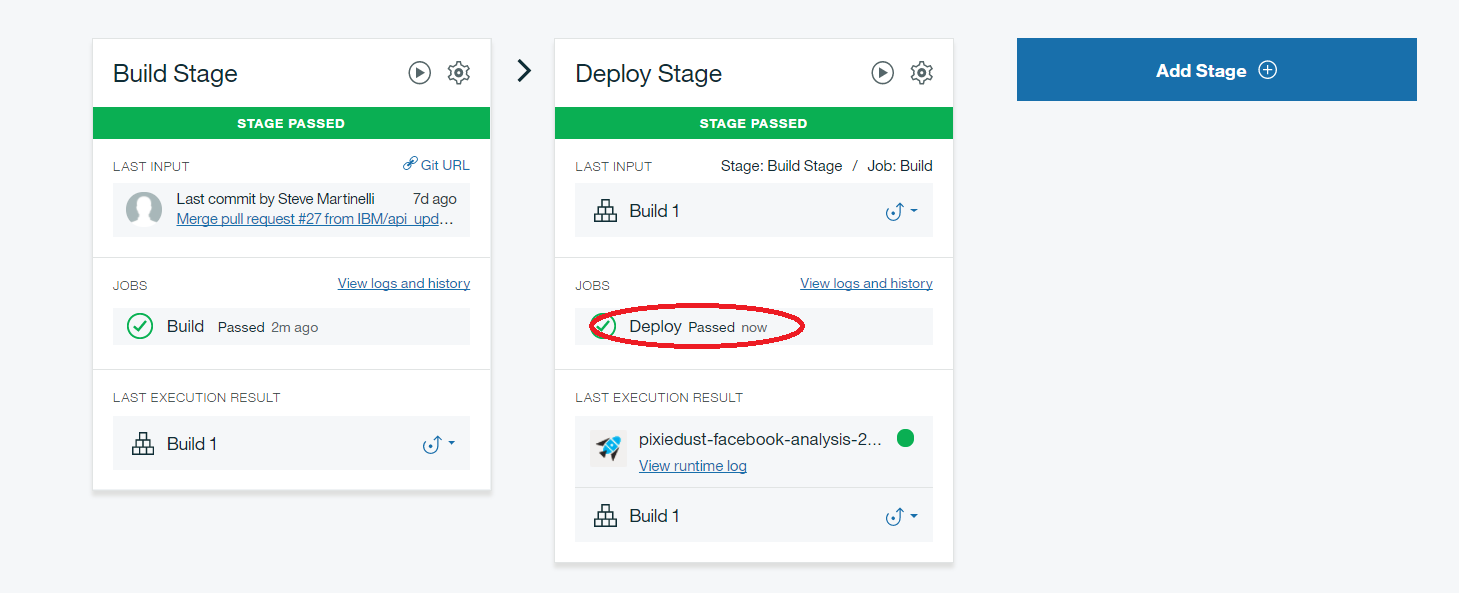 Build Stage
STAGE PASSED
LAST INPUT Git URL
Last commit by Steve Martinelli 7d ago
Merge pull request #27 from IBM/api_upd...
JOBS View logs and history
Build Passed 2m ago
LAST EXECUTION RESULT
Build 1
Deploy Stage
STAGE PASSED
LAST INPUT Stage: Build Stage / Job: Build
Build 1
JOBS View logs and history
Deploy Passed now
LAST EXECUTION RESULT
pixiedust-facebook-analysis-2...
View runtime log
Build 1
Add Stage